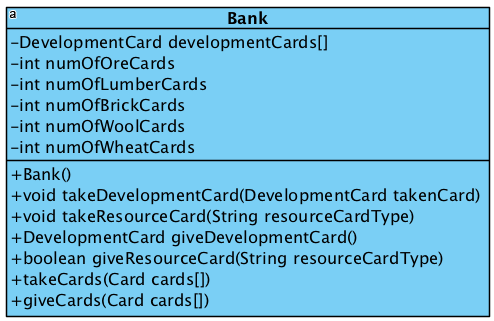 a
Bank
-DevelopmentCard developmentCards[]
-int numOfOreCards
-int numOfLumberCards
-int numOfBrickCards
-int numOfWoolCards
-int numOfWheatCards
+Bank()
+void takeDevelopmentCard(DevelopmentCard takenCard)
+void takeResourceCard(String resourceCardType)
+DevelopmentCard giveDevelopmentCard()
+boolean giveResourceCard(String resourceCardType)
+takeCards(Card cards[])
+giveCards(Card cards[])